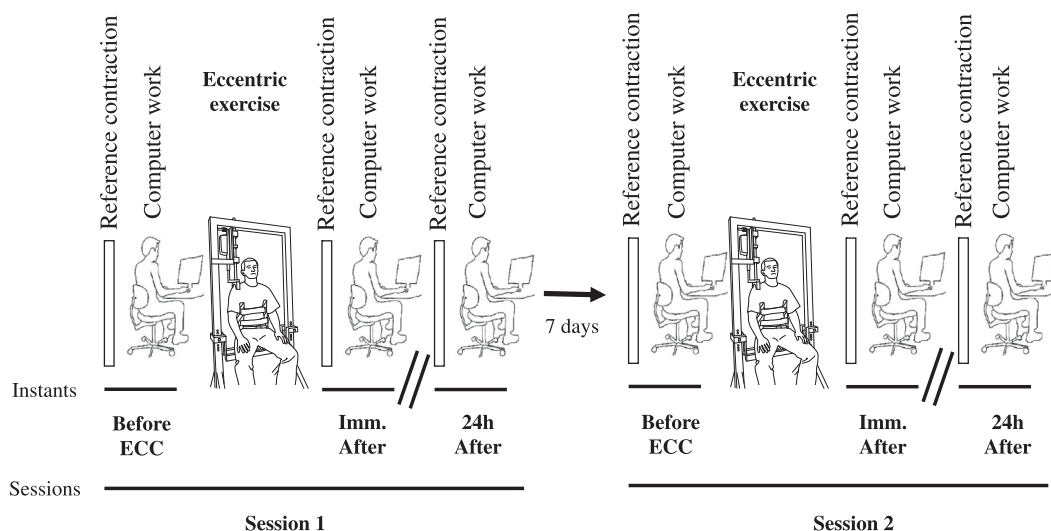 Reference contraction
Computer work
Eccentric
exercise
Reference contraction
Computer work
Reference contraction
Computer work
7 days
Reference contraction
Computer work
Eccentric
exercise
Reference contraction
Computer work
Reference contraction
Computer work
Instants
Before
ECC
Imm.
After
24h
After
Before
ECC
Imm.
After
24h
After
Sessions
Session 1
Session 2